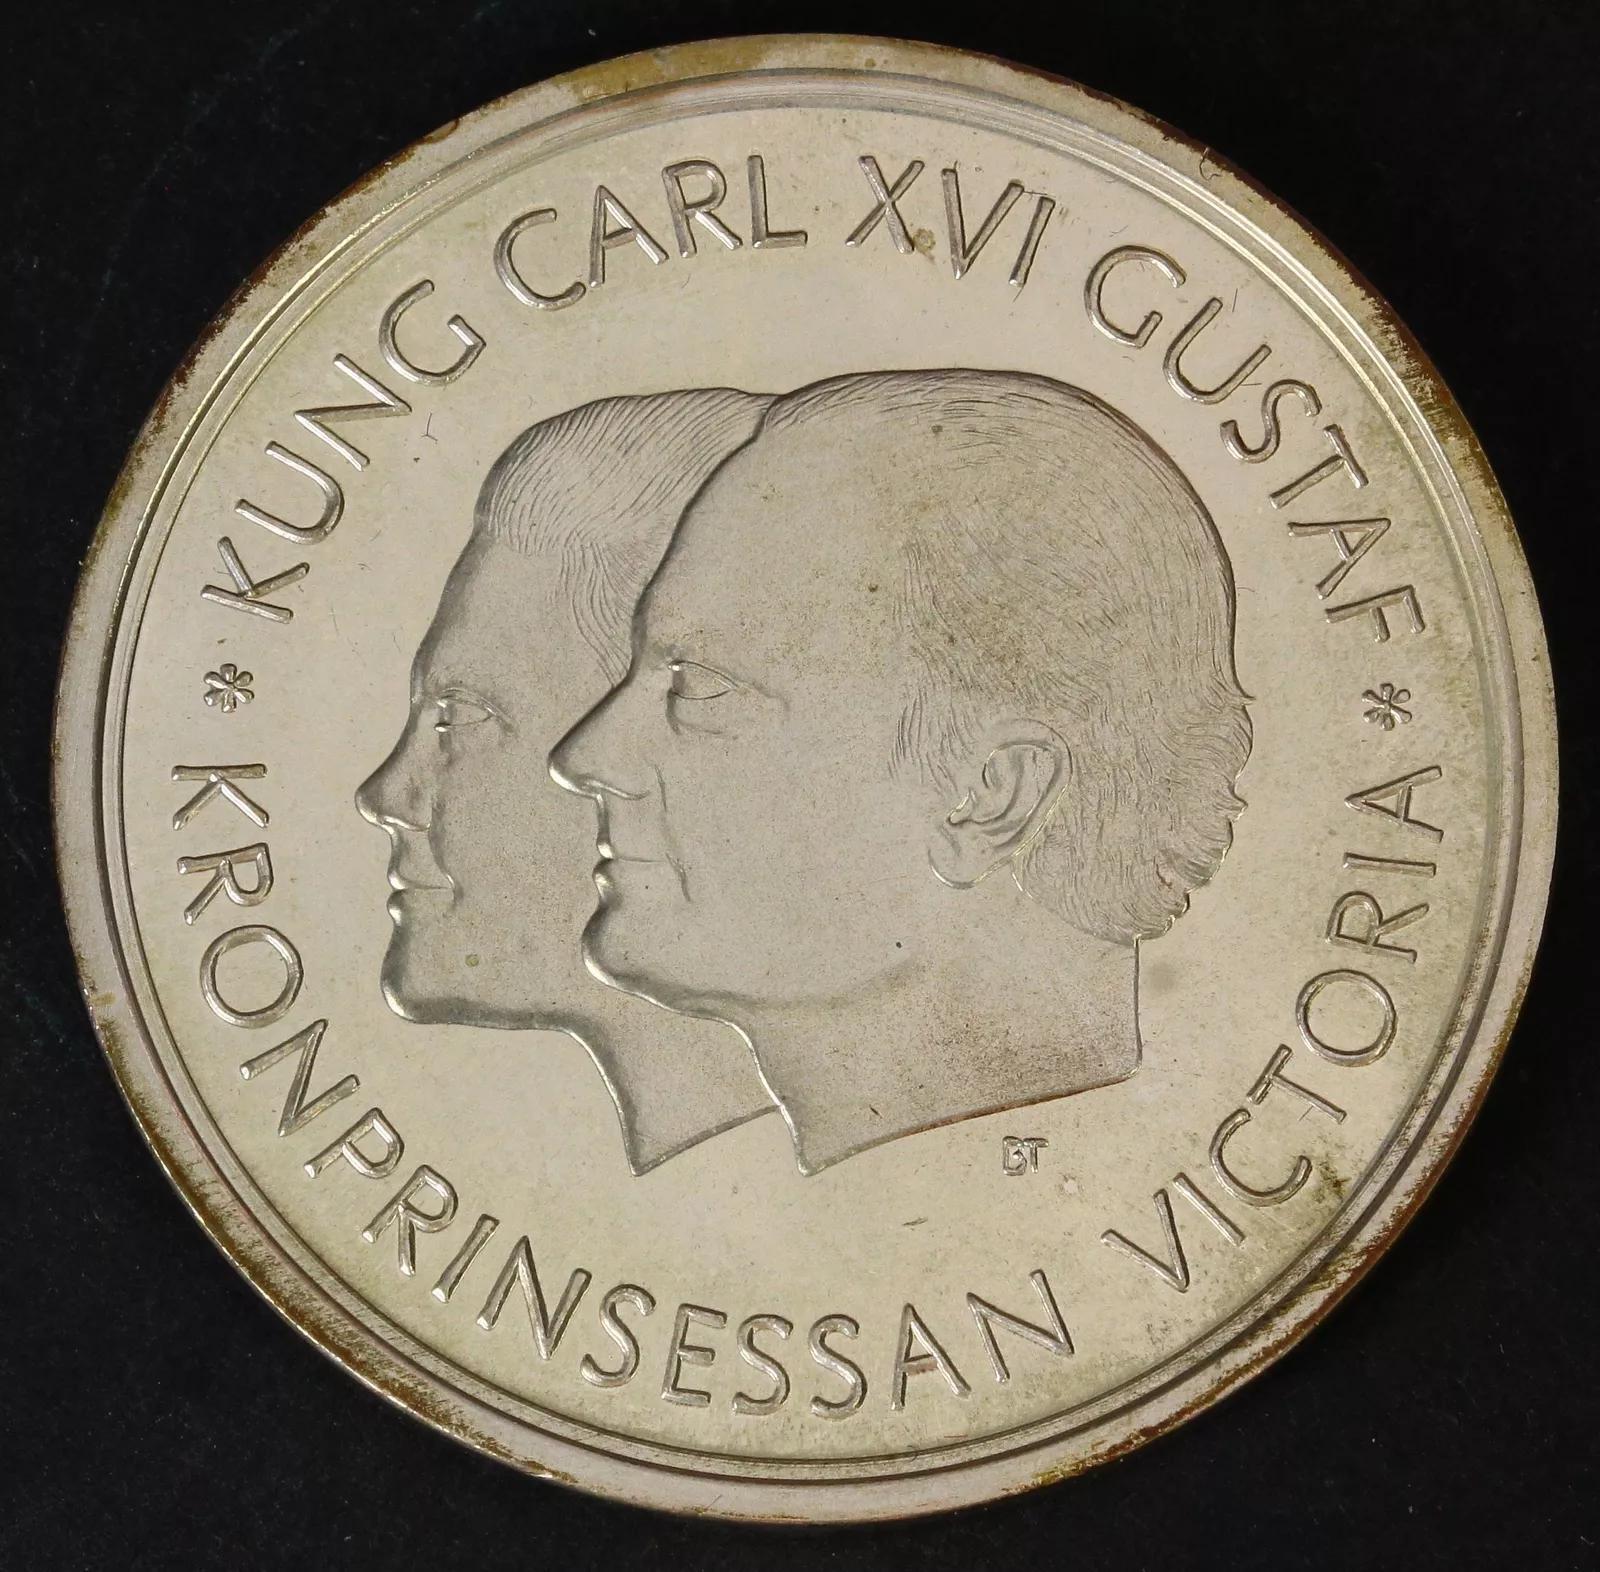 * KUNG CARL XVI GUSTAF *
KRONPRINSESSAN VICTORIA
BT